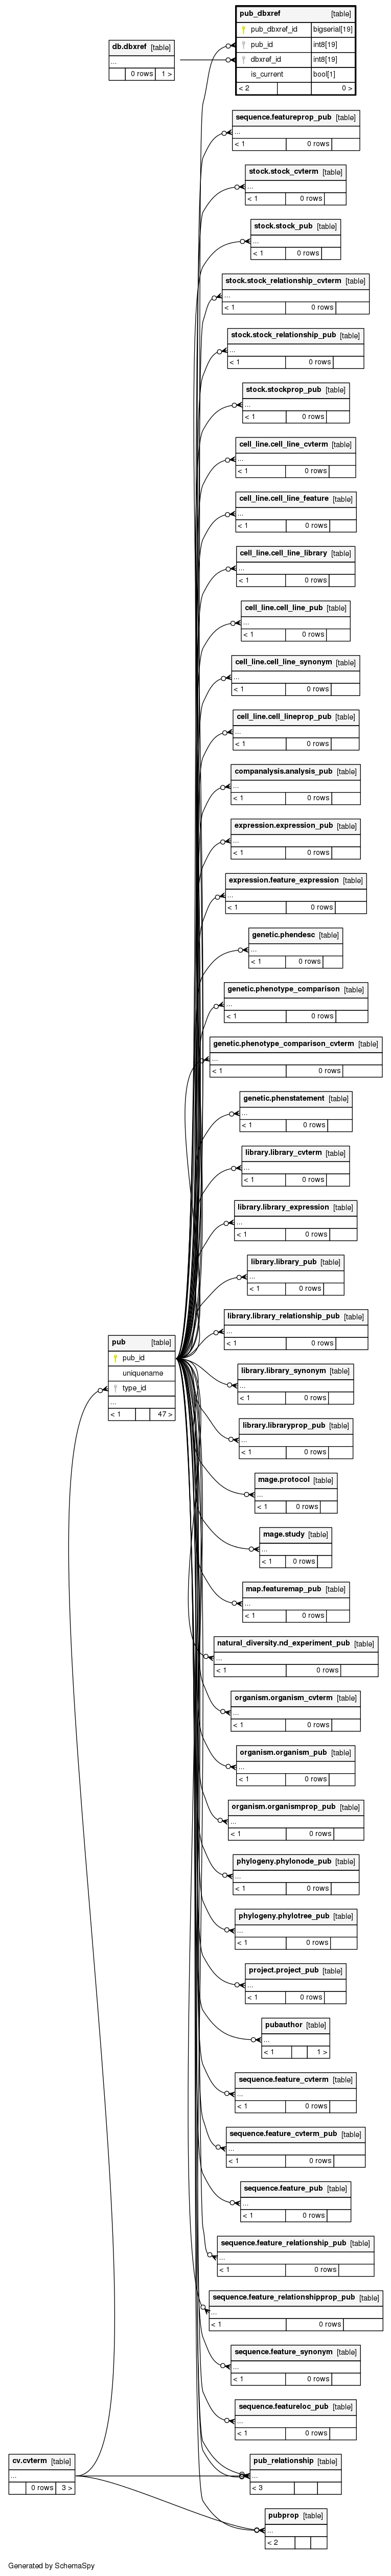 pub_dbxref [table]
pub_dbxref_id bigserial[19]
pub_id int8[19]
dbxref_id int8[19]
is_current bool[1]
< 2 0 >
db.dbxref [table]
...
0 rows 1 >
sequence.featureprop_pub [table]
...
< 1 0 rows
stock.stock_cvterm [table]
...
< 1 0 rows
stock.stock_pub [table]
...
< 1 0 rows
stock.stock_relationship_cvterm [table]
...
< 1 0 rows
stock.stock_relationship_pub [table]
...
< 1 0 rows
stock.stockprop_pub [table]
...
< 1 0 rows
cell_line.cell_line_cvterm [table]
...
< 1 0 rows
cell_line.cell_line_feature [table]
...
< 1 0 rows
cell_line.cell_line_library [table]
...
< 1 0 rows
cell_line.cell_line_pub [table]
...
< 1 0 rows
cell_line.cell_line_synonym [table]
...
< 1 0 rows
cell_line.cell_lineprop_pub [table]
...
< 1 0 rows
companalysis.analysis_pub [table]
...
< 1 0 rows
expression.expression_pub [table]
...
< 1 0 rows
expression.feature_expression [table]
...
< 1 0 rows
genetic.phendesc [table]
...
< 1 0 rows
genetic.phenotype_comparison [table]
...
< 1 0 rows
genetic.phenotype_comparison_cvterm [table]
...
< 1 0 rows
genetic.phenstatement [table]
...
< 1 0 rows
library.library_cvterm [table]
...
< 1 0 rows
library.library_expression [table]
...
< 1 0 rows
library.library_pub [table]
...
< 1 0 rows
library.library_relationship_pub [table]
...
< 1 0 rows
pub [table]
pub_id
uniquename
type_id
...
< 1 47 >
library.library_synonym [table]
...
< 1 0 rows
library.libraryprop_pub [table]
...
< 1 0 rows
mage.protocol [table]
...
< 1 0 rows
mage.study [table]
...
< 1 0 rows
map.featuremap_pub [table]
...
< 1 0 rows
natural_diversity.nd_experiment_pub [table]
...
< 1 0 rows
organism.organism_cvterm [table]
...
< 1 0 rows
organism.organism_pub [table]
...
< 1 0 rows
organism.organismprop_pub [table]
...
< 1 0 rows
phylogeny.phylonode_pub [table]
...
< 1 0 rows
phylogeny.phylotree_pub [table]
...
< 1 0 rows
project.project_pub [table]
...
< 1 0 rows
pubauthor [table]
...
< 1 1 >
sequence.feature_cvterm [table]
...
< 1 0 rows
sequence.feature_cvterm_pub [table]
...
< 1 0 rows
sequence.feature_pub [table]
...
< 1 0 rows
sequence.feature_relationship_pub [table]
...
< 1 0 rows
sequence.feature_relationshipprop_pub [table]
...
< 1 0 rows
sequence.feature_synonym [table]
...
< 1 0 rows
sequence.featureloc_pub [table]
...
< 1 0 rows
cv.cvterm [table]
...
0 rows 3 >
pub_relationship [table]
...
< 3
pubprop [table]
...
< 2
Generated by SchemaSpy